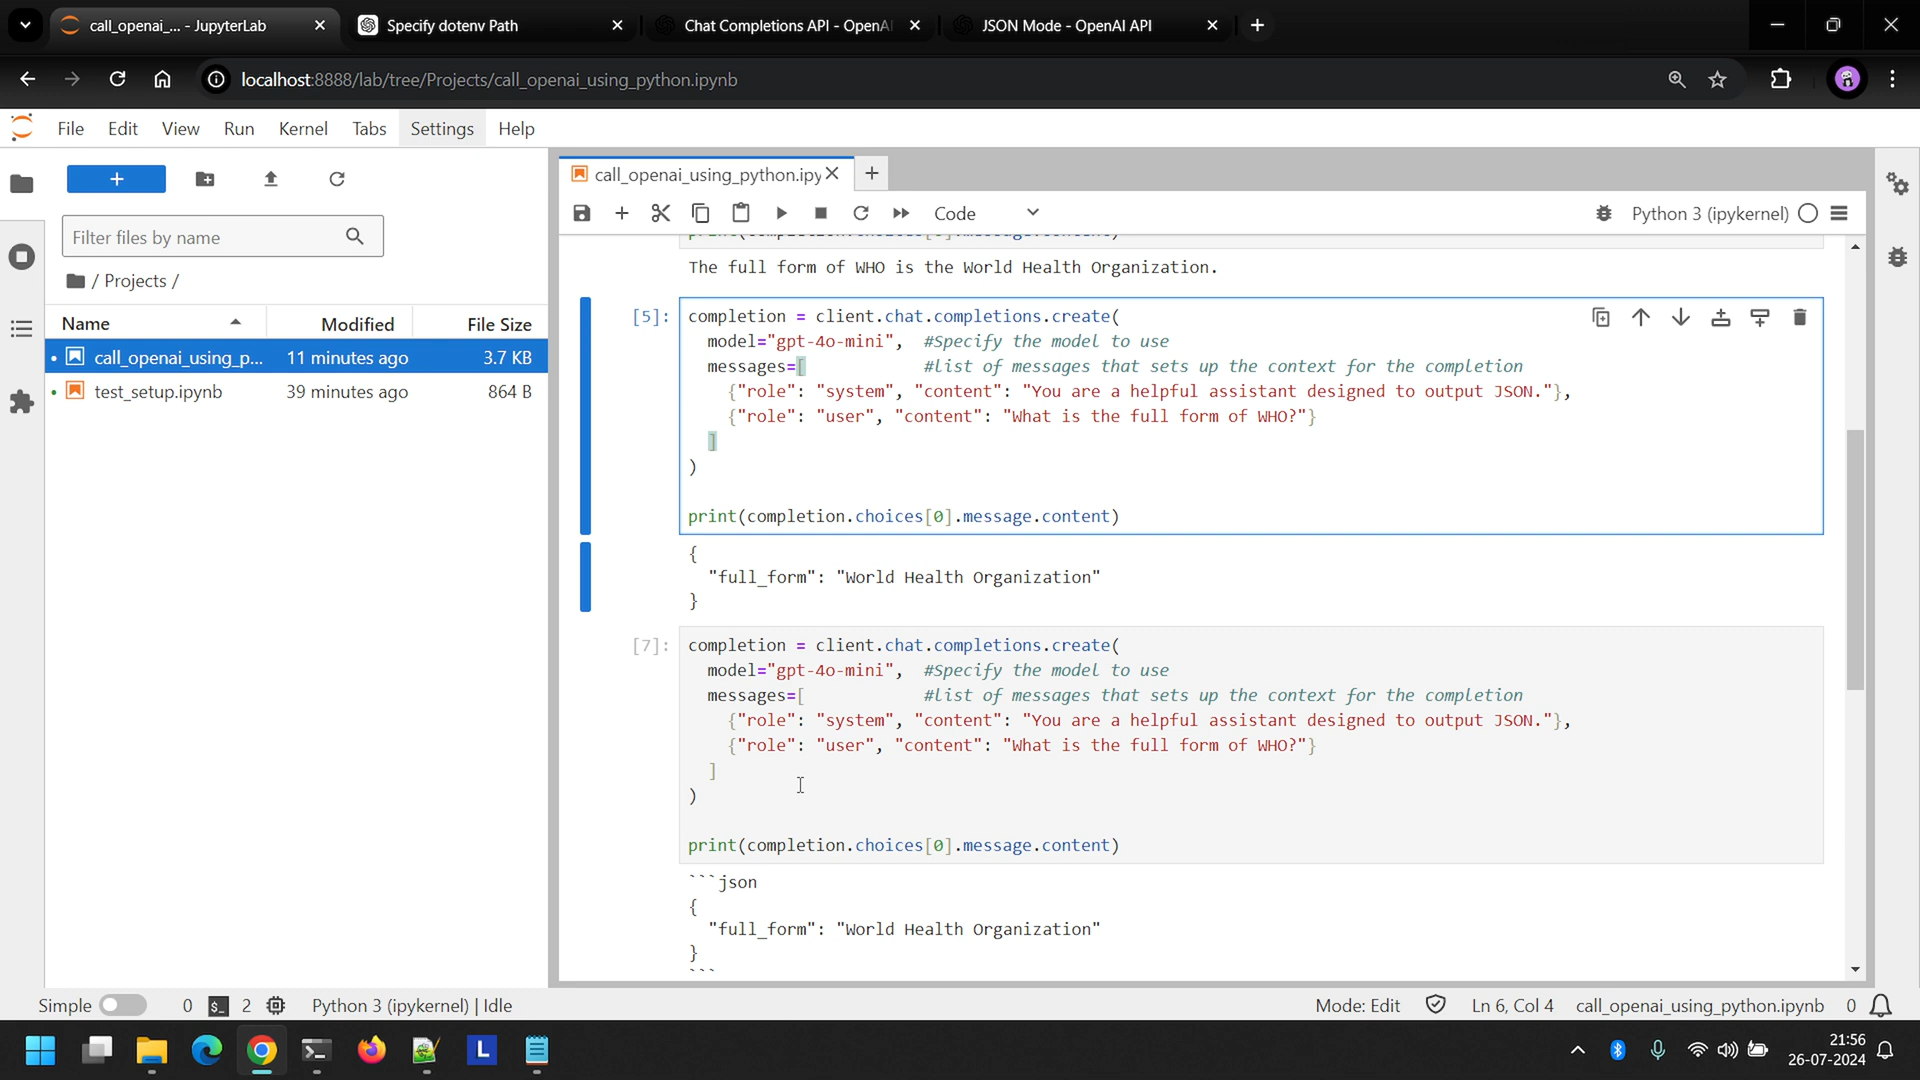 call_openai_... - JupyterLab
Specify dotenv Path
Chat Completions API - OpenAI
JSON Mode - OpenAI API
localhost:8888/lab/tree/Projects/call_openai_using_python.ipynb
File Edit View Run Kernel Tabs Settings Help
call_openai_using_python.ipy
Code
Python 3 (ipykernel)
Filter files by name
/ Projects /
Name Modified File Size
call_openai_using_p... 11 minutes ago 3.7 KB
test_setup.ipynb 39 minutes ago 864 B
print(completion.choices[0].message.content)
The full form of WHO is the World Health Organization.
[5]: completion = client.chat.completions.create(
model="gpt-4o-mini", #Specify the model to use
messages=[ #list of messages that sets up the context for the completion
{"role": "system", "content": "You are a helpful assistant designed to output JSON."},
{"role": "user", "content": "What is the full form of WHO?"}
]
)
print(completion.choices[0].message.content)
{
"full_form": "World Health Organization"
}
[7]: completion = client.chat.completions.create(
model="gpt-4o-mini", #Specify the model to use
messages=[ #list of messages that sets up the context for the completion
{"role": "system", "content": "You are a helpful assistant designed to output JSON."},
{"role": "user", "content": "What is the full form of WHO?"}
]
)
print(completion.choices[0].message.content)
```json
{
"full_form": "World Health Organization"
}
```
Simple 0 $_ 2 Python 3 (ipykernel) | Idle
Mode: Edit Ln 6, Col 4 call_openai_using_python.ipynb 0
L
21:56
26-07-2024